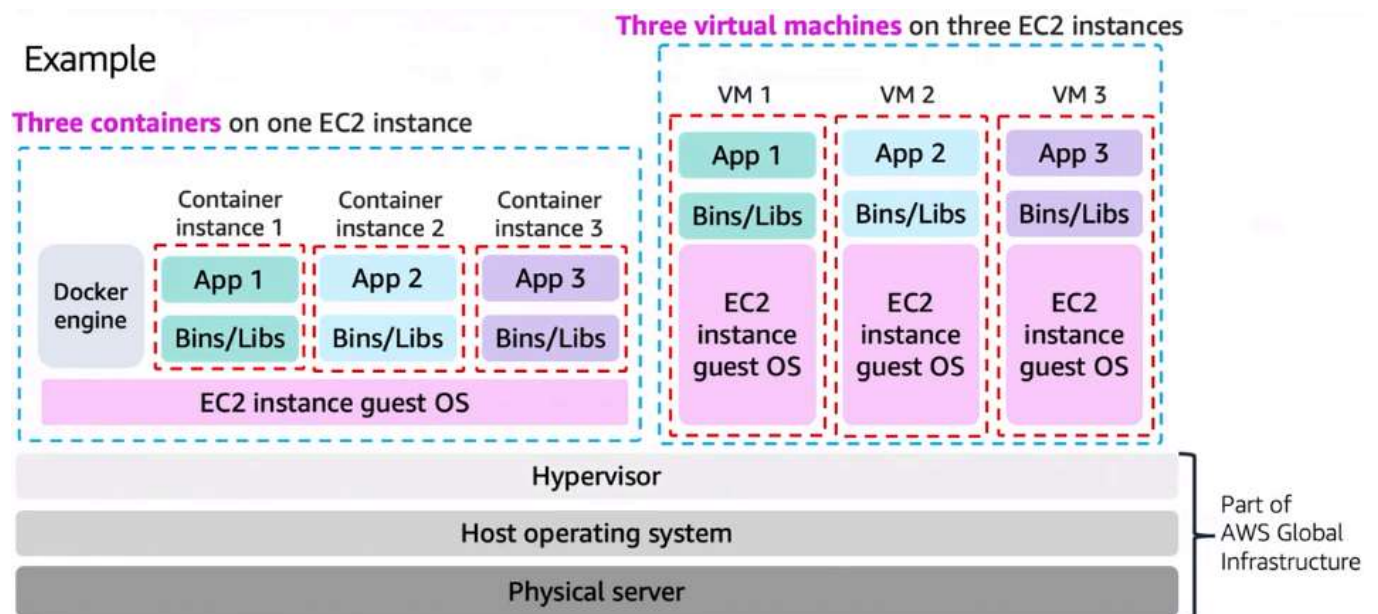 Example
Three containers on one EC2 instance
Docker
engine
Container
instance 1
App 1
Bins/Libs
Container
instance 2
App 2
Bins/Libs
Container
instance 3
App 3
Bins/Libs
EC2 instance guest OS
Three virtual machines on three EC2 instances
VM 1
App 1
Bins/Libs
EC2
instance
guest OS
VM 2
App 2
Bins/Libs
EC2
instance
guest OS
VM 3
App 3
Bins/Libs
EC2
instance
guest OS
Hypervisor
Host operating system
Physical server
Part of
AWS Global
Infrastructure